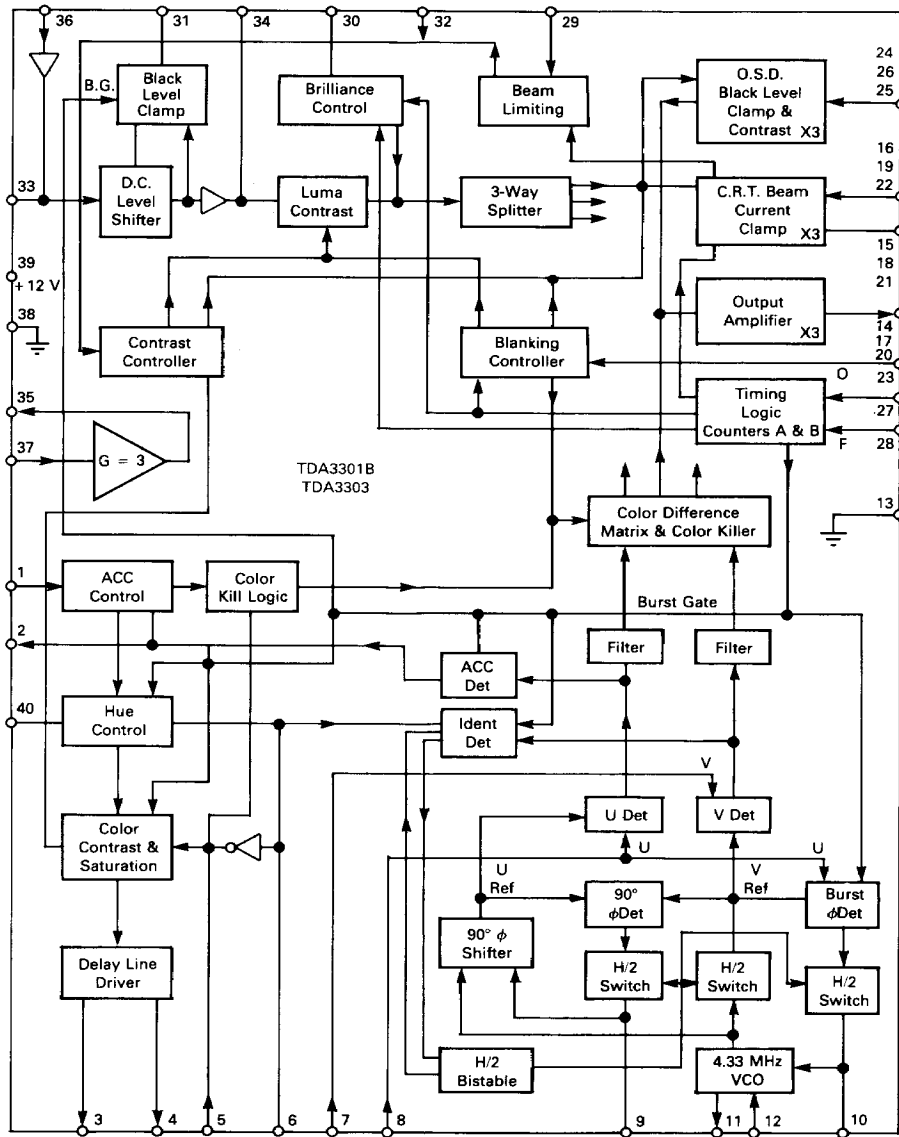 36
31
34
30
32
29
24
26
25
B.G.
Black
Level
Clamp
Brilliance
Control
Beam
Limiting
O.S.D.
Black Level
Clamp &
Contrast
X3
16
19
22
33
D.C.
Level
Shifter
Luma
Contrast
3-Way
Splitter
C.R.T. Beam
Current
Clamp
X3
15
18
21
39
+ 12 V
38
Contrast
Controller
Blanking
Controller
Output
Amplifier
X3
14
17
20
35
37
G = 3
TDA3301B
TDA3303
Timing
Logic
Counters A & B
O
23
27
F
28
13
Color Difference
Matrix & Color Killer
1
ACC
Control
Color
Kill Logic
Burst Gate
2
ACC
Det
Filter
Filter
40
Hue
Control
Ident
Det
V
Color
Contrast &
Saturation
U Det
V Det
U
U
U
Ref
V
Ref
90°
ϕDet
Burst
ϕDet
90° ϕ
Shifter
Delay Line
Driver
H/2
Switch
H/2
Switch
H/2
Switch
H/2
Bistable
4.33 MHz
VCO
3
4
5
6
7
8
9
11
12
10